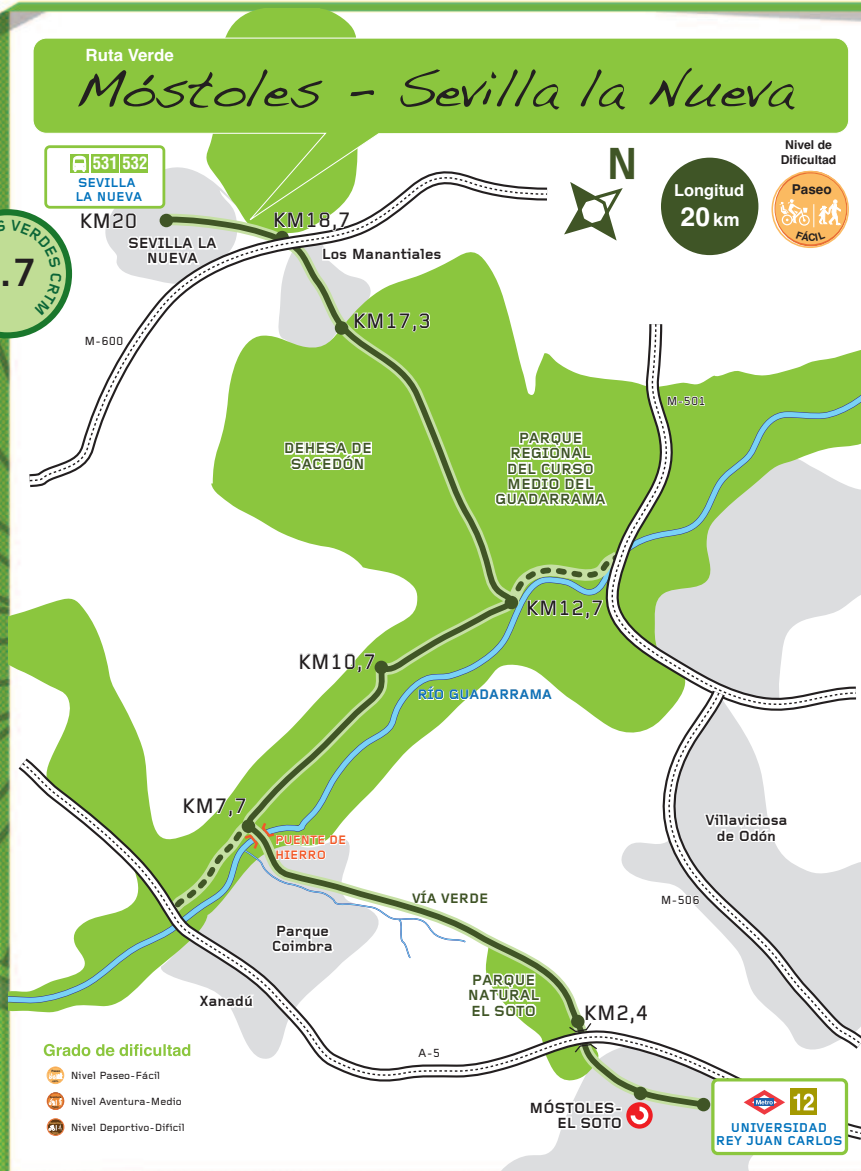 Ruta Verde
Móstoles - Sevilla la Nueva
531 532
SEVILLA
LA NUEVA
N
Longitud
20 km
Nivel de
Dificultad
Paseo
FÁCIL
S VERDES CRTM
.7
KM20
KM18,7
SEVILLA LA
NUEVA
Los Manantiales
KM17,3
M-600
M-501
DEHESA DE
SACEDÓN
PARQUE
REGIONAL
DEL CURSO
MEDIO DEL
GUADARRAMA
KM12,7
KM10,7
RÍO GUADARRAMA
KM7,7
PUENTE DE
HIERRO
Villaviciosa
de Odón
VÍA VERDE
M-506
Parque
Coimbra
PARQUE
NATURAL
EL SOTO
Xanadú
KM2,4
A-5
Grado de dificultad
Nivel Paseo-Fácil
Nivel Aventura-Medio
Nivel Deportivo-Dificil
MÓSTOLES-
EL SOTO
Metro 12
UNIVERSIDAD
REY JUAN CARLOS